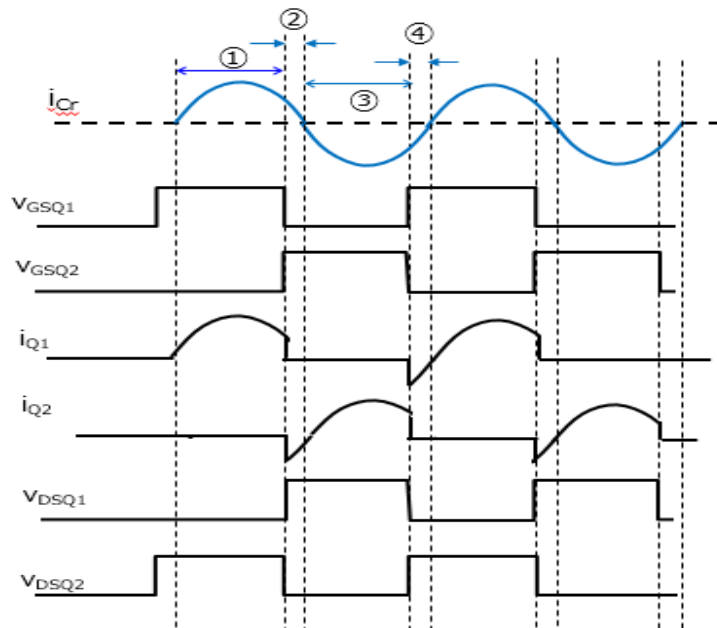 ②
④
①
③
iCr
VGSQ1
VGSQ2
iQ1
iQ2
VDSQ1
VDSQ2